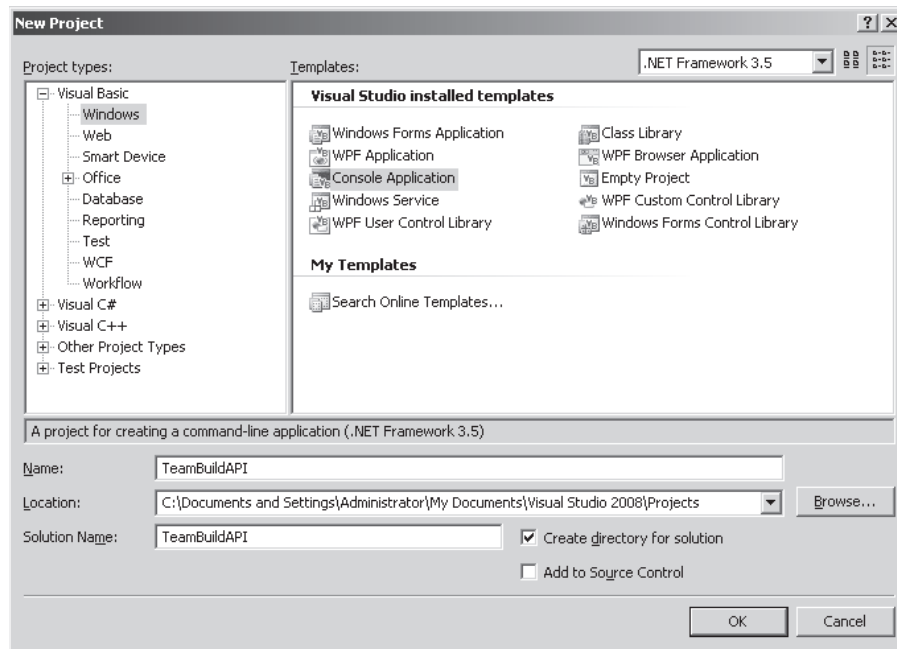 New Project
Project types:
Templates:
.NET Framework 3.5
Visual Basic
Windows
Web
Smart Device
Office
Database
Reporting
Test
WCF
Workflow
Visual C#
Visual C++
Other Project Types
Test Projects
Visual Studio installed templates
Windows Forms Application
Class Library
WPF Application
WPF Browser Application
Console Application
Empty Project
Windows Service
WPF Custom Control Library
WPF User Control Library
Windows Forms Control Library
My Templates
Search Online Templates...
A project for creating a command-line application (.NET Framework 3.5)
Name:
TeamBuildAPI
Location:
C:\Documents and Settings\Administrator\My Documents\Visual Studio 2008\Projects
Browse...
Solution Name:
TeamBuildAPI
Create directory for solution
Add to Source Control
OK
Cancel